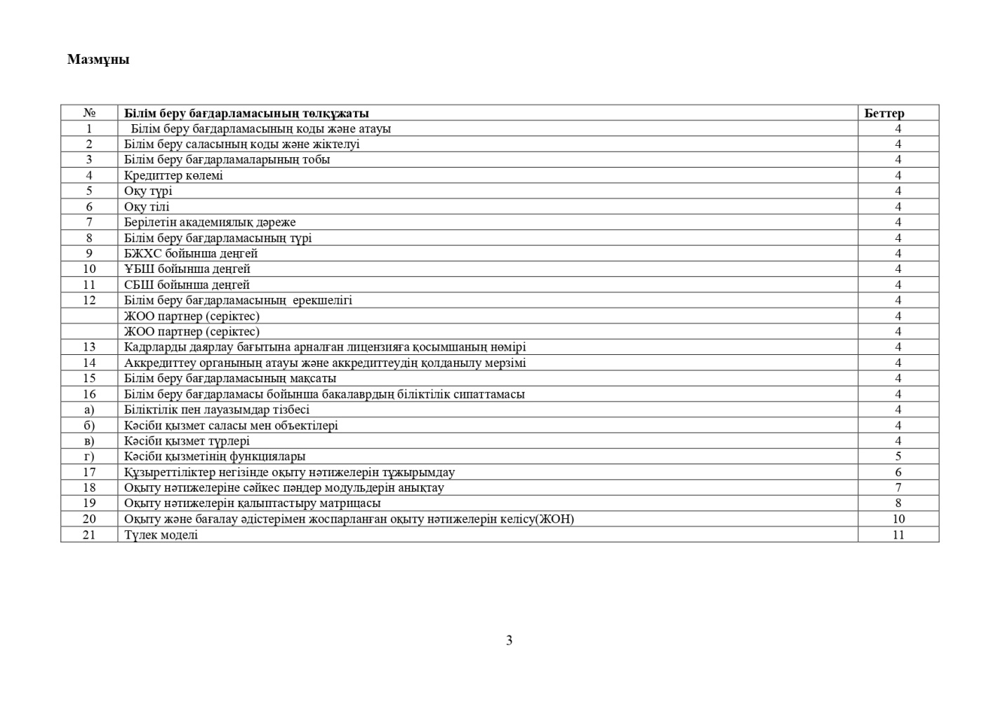 Мазмұны
№ Білім беру бағдарламасының төлқұжаты Беттер
1 Білім беру бағдарламасының коды және атауы 4
2 Білім беру саласының коды және жіктелуі 4
3 Білім беру бағдарламаларының тобы 4
4 Кредиттер көлемі 4
5 Оқу түрі 4
6 Оқу тілі 4
7 Берілетін академиялық дәреже 4
8 Білім беру бағдарламасының түрі 4
9 БЖХС бойынша деңгей 4
10 ҰБШ бойынша деңгей 4
11 СБШ бойынша деңгей 4
12 Білім беру бағдарламасының ерекшелігі 4
ЖОО партнер (серіктес) 4
ЖОО партнер (серіктес) 4
13 Кадрларды даярлау бағытына арналған лицензияға қосымшаның нөмірі 4
14 Аккредиттеу органының атауы және аккредиттеудің қолданылу мерзімі 4
15 Білім беру бағдарламасының мақсаты 4
16 Білім беру бағдарламасы бойынша бакалаврдың біліктілік сипаттамасы 4
а) Біліктілік пен лауазымдар тізбесі 4
б) Кәсіби қызмет саласы мен объектілері 4
в) Кәсіби қызмет түрлері 4
г) Кәсіби қызметінің функциялары 5
17 Құзыреттіліктер негізінде оқыту нәтижелерін тұжырымдау 6
18 Оқыту нәтижелеріне сәйкес пәндер модульдерін анықтау 7
19 Оқыту нәтижелерін қалыптастыру матрицасы 8
20 Оқыту және бағалау әдістерімен жоспарланған оқыту нәтижелерін келісу(ЖОН) 10
21 Түлек моделі 11
3